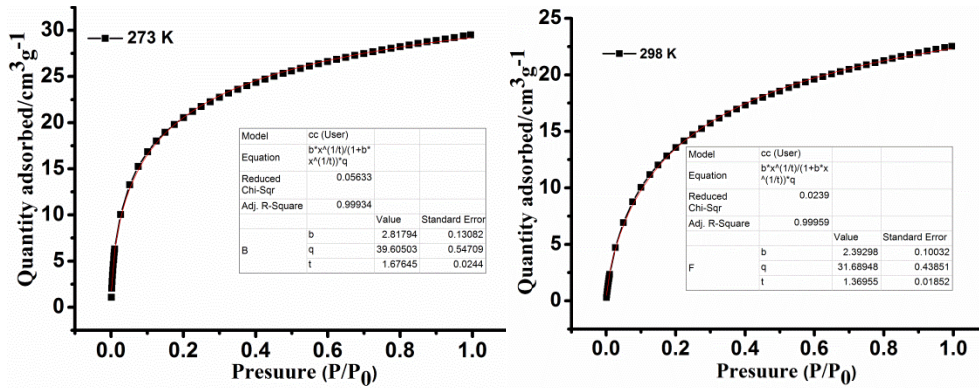 273 K
Quantity adsorbed/cm³g-1
30
25
20
15
10
5
0
Model cc (User)
Equation b*x^(1/t)/(1+b*
x^(1/t))*q
Reduced
Chi-Sqr 0.05633
Adj. R-Square 0.99934
Value Standard Error
B b 2.81794 0.13082
q 39.60503 0.54709
t 1.67645 0.0244
0.0 0.2 0.4 0.6 0.8 1.0
Presuure (P/P₀)
298 K
Quantity adsorbed/cm³g-1
25
20
15
10
5
0
Model cc (User)
Equation b*x^(1/t)/(1+b*x
^(1/t))*q
Reduced
Chi-Sqr 0.0239
Adj. R-Square 0.99959
Value Standard Error
F b 2.39298 0.10032
q 31.68948 0.43851
t 1.36955 0.01852
0.0 0.2 0.4 0.6 0.8 1.0
Presuure (P/P₀)